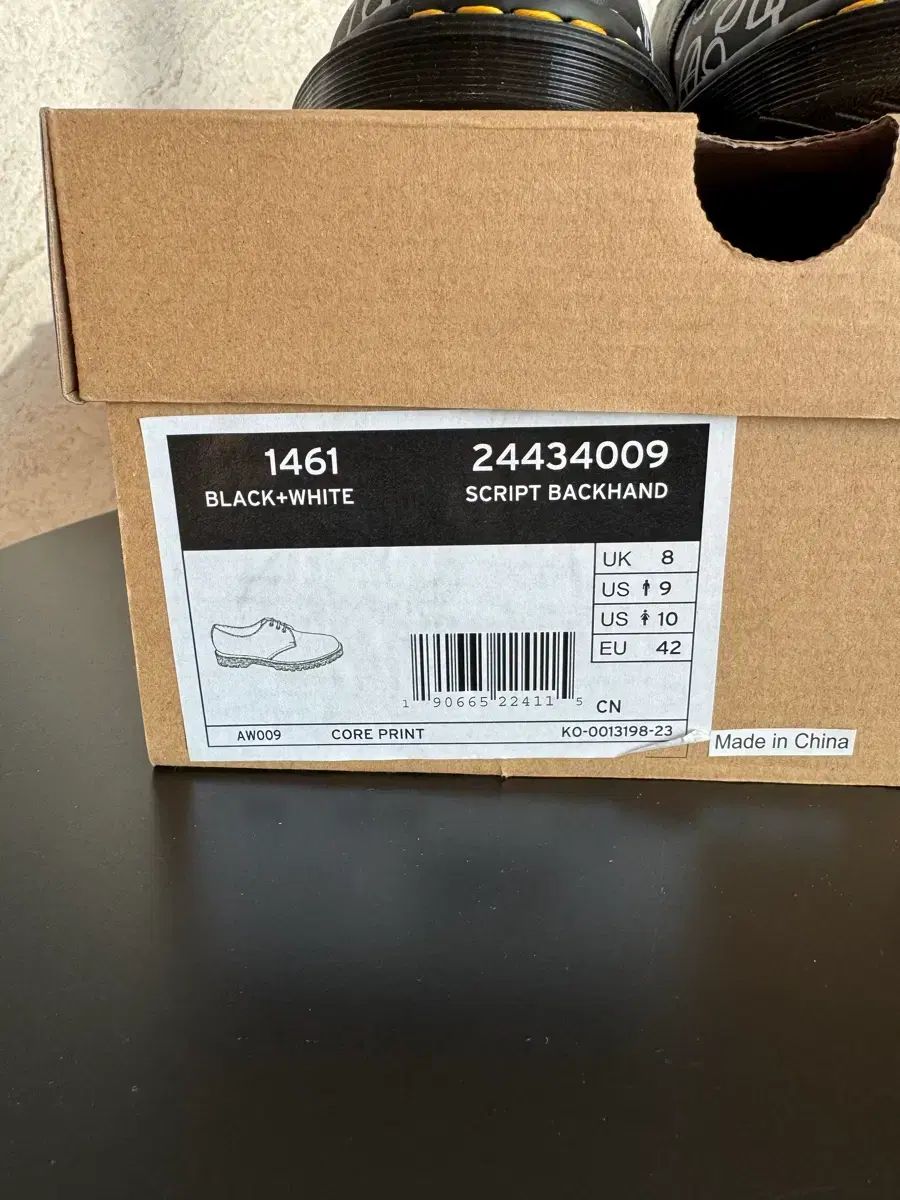 1461
24434009
BLACK+WHITE
SCRIPT BACKHAND
UK 8
US 9
US 10
EU 42
1 90665 22411 5
CN
AW009 CORE PRINT KO-0013198-23
Made in China